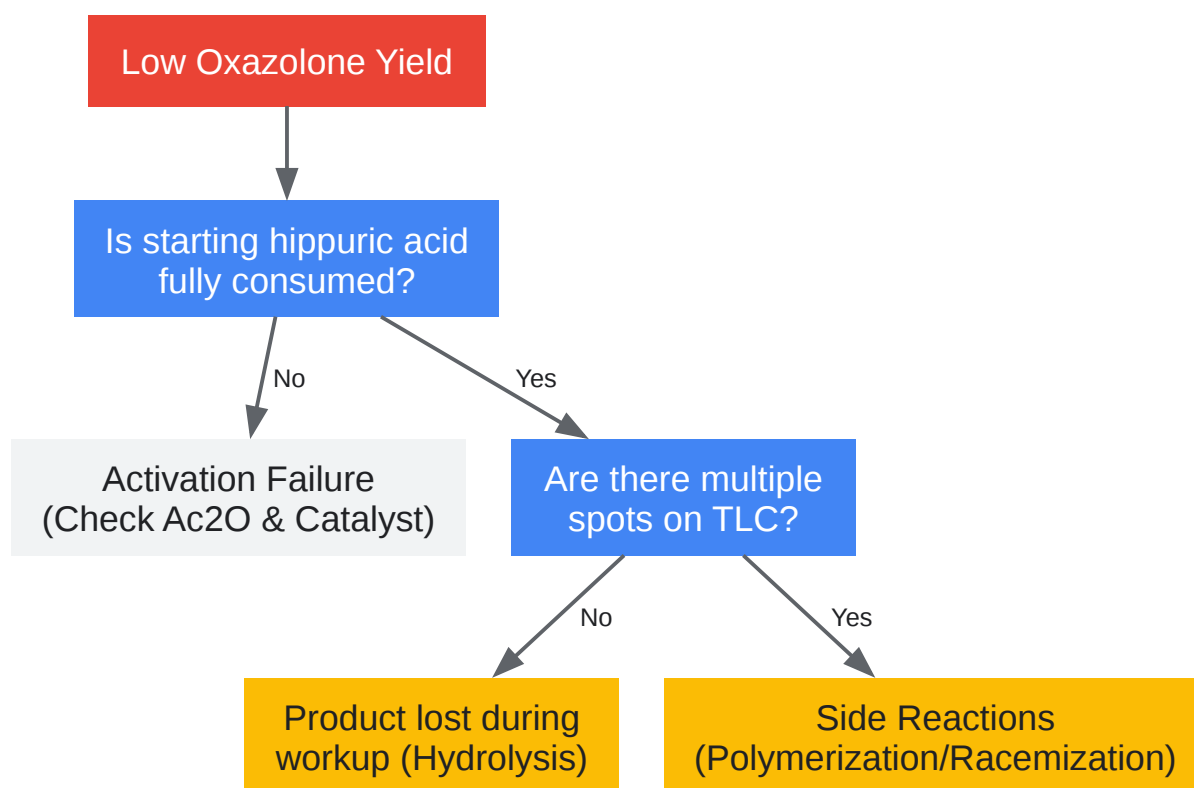 Low Oxazolone Yield
Is starting hippuric acid
fully consumed?
No
Yes
Activation Failure
(Check Ac2O & Catalyst)
Are there multiple
spots on TLC?
No
Yes
Product lost during
workup (Hydrolysis)
Side Reactions
(Polymerization/Racemization)